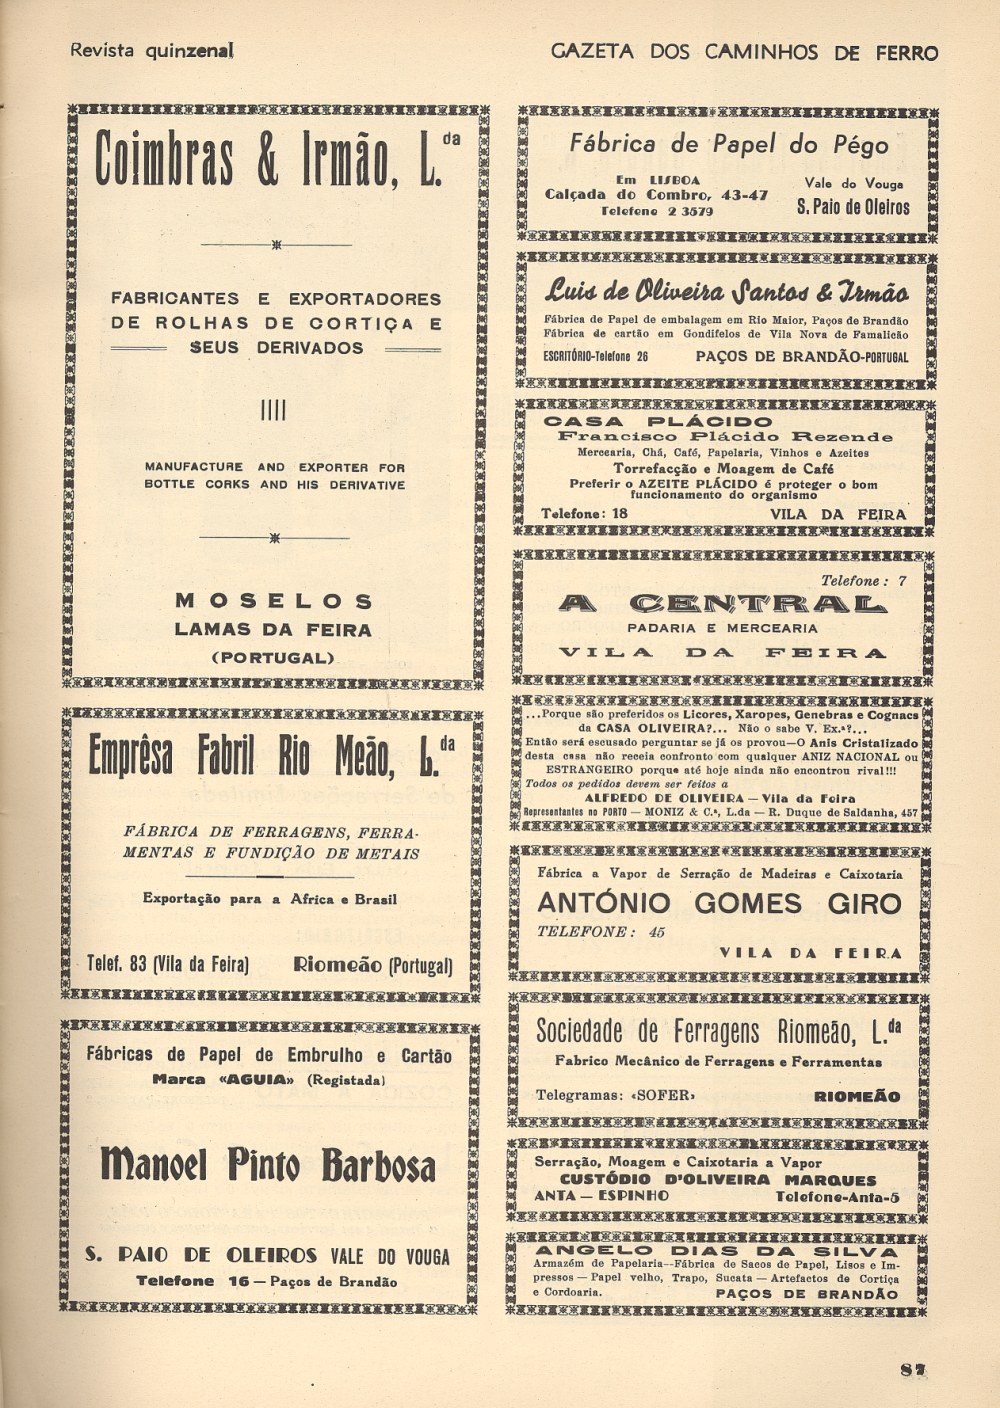 Revista quinzenal
GAZETA DOS CAMINHOS DE FERRO
Coimbras & Irmão, L.da
FABRICANTES E EXPORTADORES
DE ROLHAS DE CORTIÇA E
SEUS DERIVADOS
MANUFACTURE AND EXPORTER FOR
BOTTLE CORKS AND HIS DERIVATIVE
MOSELOS
LAMAS DA FEIRA
(PORTUGAL)
Emprêsa Fabril Rio Meão, L.da
FÁBRICA DE FERRAGENS, FERRA-
MENTAS E FUNDIÇÃO DE METAIS
Exportação para a Africa e Brasil
Telef. 83 (Vila da Feira) Riomeão (Portugal)
Fábricas de Papel de Embrulho e Cartão
Marca «AGUIA» (Registada)
Manoel Pinto Barbosa
S. PAIO DE OLEIROS VALE DO VOUGA
Telefone 16 — Paços de Brandão
Fábrica de Papel do Pégo
Em LISBOA
Calçada do Combro, 43-47
Telefone 2 3579
Vale do Vouga
S. Paio de Oleiros
Luis de Oliveira Santos & Irmão
Fábrica de Papel de embalagem em Rio Maior, Paços de Brandão
Fábrica de cartão em Gondifelos de Vila Nova de Famalicão
ESCRITÓRIO-Telefone 26 PAÇOS DE BRANDÃO-PORTUGAL
CASA PLÁCIDO
Francisco Plácido Rezende
Mercearia, Chá, Café, Papelaria, Vinhos e Azeites
Torrefacção e Moagem de Café
Preferir o AZEITE PLÁCIDO é proteger o bom
funcionamento do organismo
Telefone: 18 VILA DA FEIRA
Telefone: 7
A CENTRAL
PADARIA E MERCEARIA
VILA DA FEIRA
...Porque são preferidos os Licores, Xaropes, Genebras e Cognacs
da CASA OLIVEIRA?... Não o sabe V. Ex.ª?...
Então será escusado perguntar se já os provou—O Anis Cristalizado
desta casa não receia confronto com qualquer ANIZ NACIONAL ou
ESTRANGEIRO porque até hoje ainda não encontrou rival!!!
Todos os pedidos devem ser feitos a
ALFREDO DE OLIVEIRA — Vila da Feira
Representantes no PORTO — MONIZ & C.ª, L.da — R. Duque de Saldanha, 457
Fábrica a Vapor de Serração de Madeiras e Caixotaria
ANTÓNIO GOMES GIRO
TELEFONE: 45
VILA DA FEIRA
Sociedade de Ferragens Riomeão, L.da
Fabrico Mecânico de Ferragens e Ferramentas
Telegramas: «SOFER» RIOMEÃO
Serração, Moagem e Caixotaria a Vapor
CUSTÓDIO D'OLIVEIRA MARQUES
ANTA — ESPINHO Telefone-Anta-5
ANGELO DIAS DA SILVA
Armazém de Papelaria--Fábrica de Sacos de Papel, Lisos e Im-
pressos — Papel velho, Trapo, Sucata — Artefactos de Cortiça
e Cordoaria. PAÇOS DE BRANDÃO
87